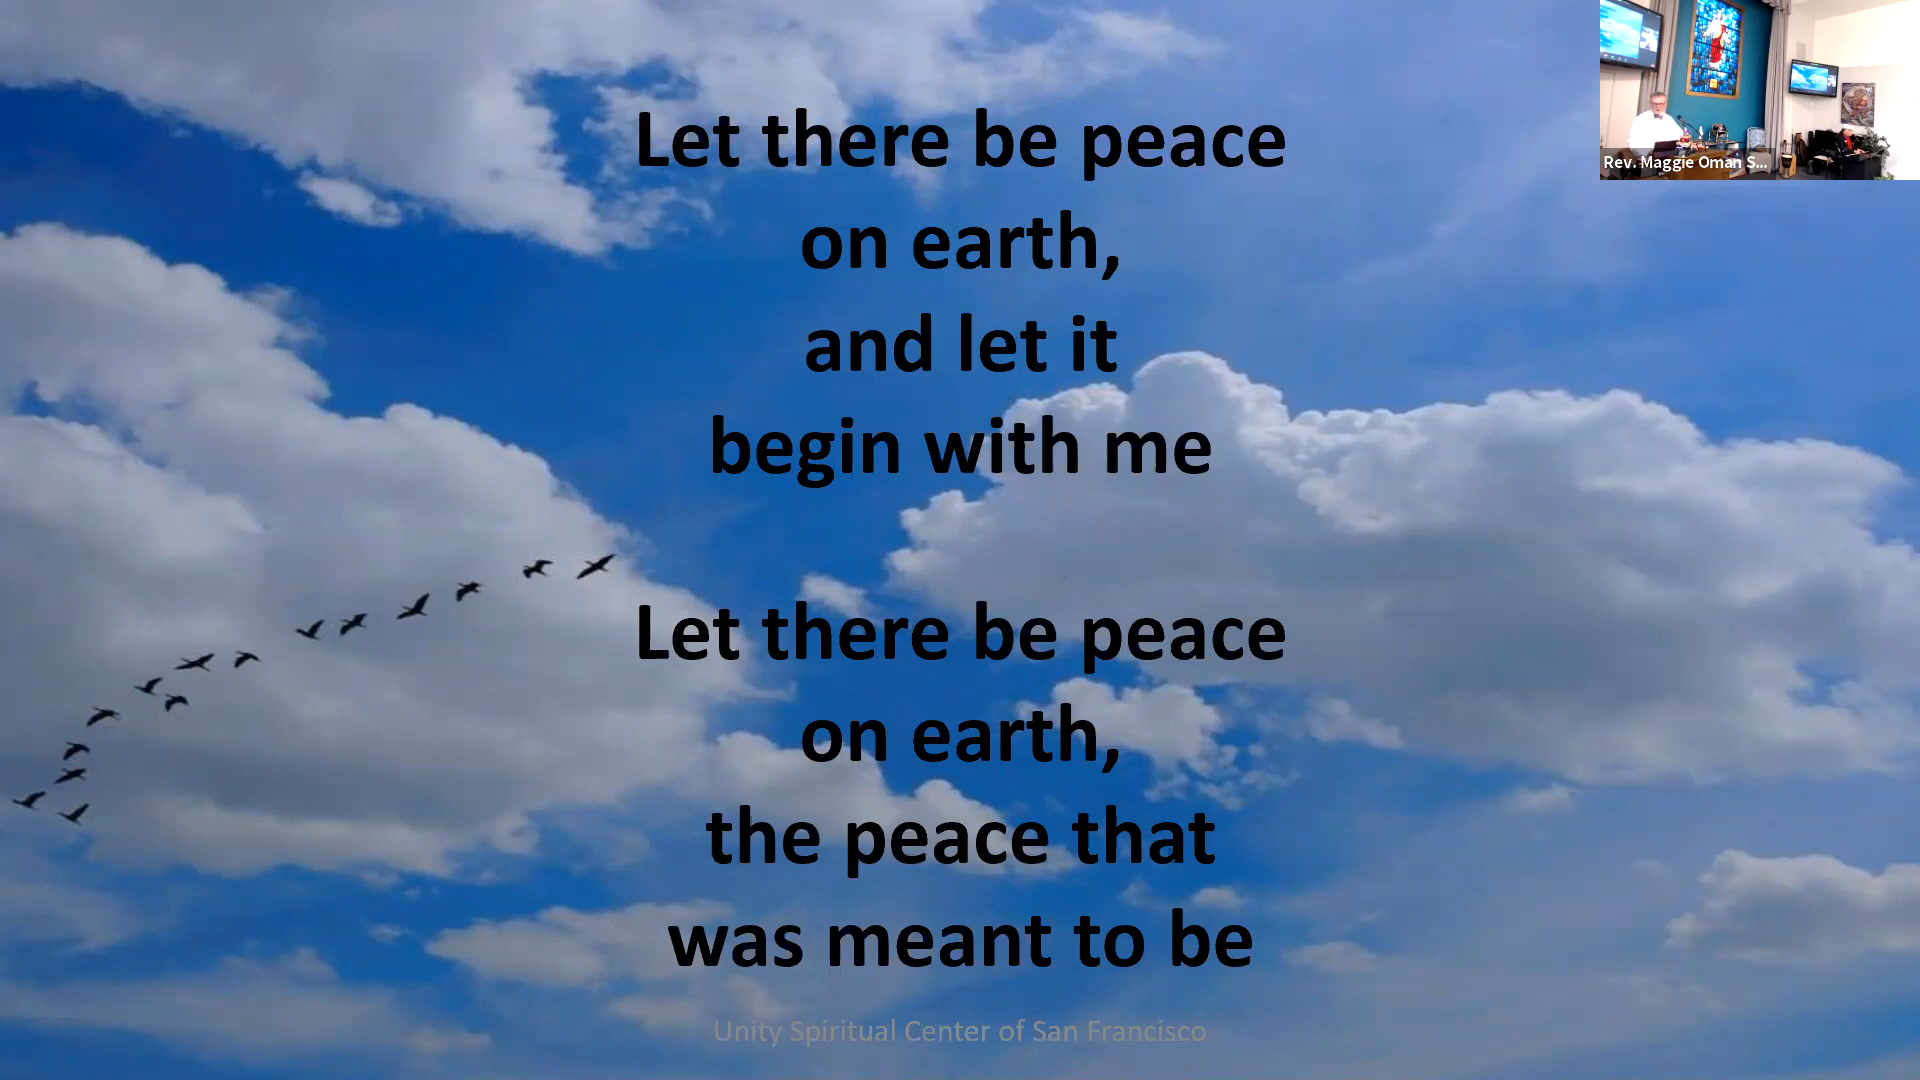 Let there be peace
on earth,
and let it
begin with me
Let there be peace
on earth,
the peace that
was meant to be
Unity Spiritual Center of San Francisco
Rev. Maggie Oman S...